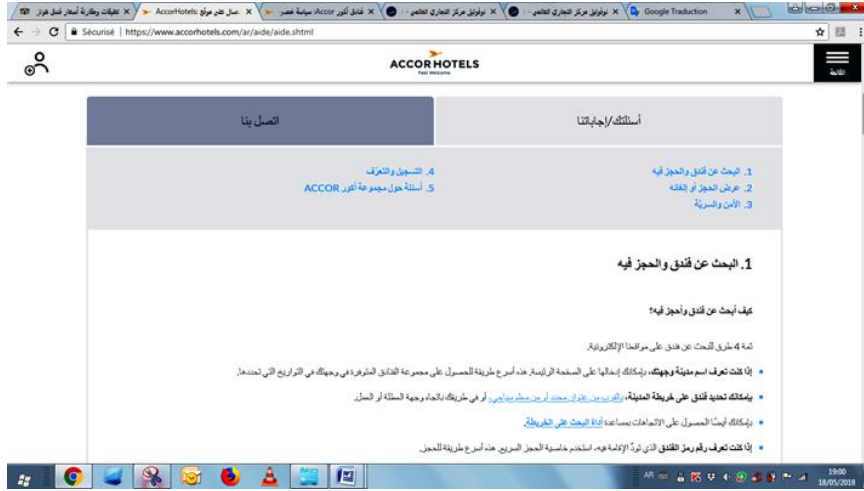 Google Traduction
Sécurisé | https://www.accorhotels.com/ar/aide/aide.shtml
ACCORHOTELS
Feel Welcome
القائمة
أسئلتك/إجاباتنا
اتصل بنا
1. البحث عن فندق والحجز فيه
2. عرض الحجز أو إلغائه
3. الأمن والسريّة
4. التسجيل والتعرّف
5. أسئلة حول مجموعة أكور ACCOR
1. البحث عن فندق والحجز فيه
كيف أبحث عن فندق وأحجز فيه؟
ثمة 4 طرق للبحث عن فندق على مواقعنا الإلكترونية.
إذا كنت تعرف اسم مدينة وجهتك، بإمكانك إدخالها على الصفحة الرئيسة. هذه أسرع طريقة للحصول على مجموعة الفنادق المتوفرة في وجهتك في التواريخ التي تحددها.
بإمكانك تحديد فندق على خريطة المدينة، بالقرب من عنوان محدد أو من معلم سياحي، أو في طريقك باتجاه وجهة العطلة أو العمل.
بإمكانك أيضًا الحصول على الاتجاهات بمساعدة أداة البحث على الخريطة.
إذا كنت تعرف رقم رمز الفندق الذي تودّ الإقامة فيه، استخدم خاصية الحجز السريع. هذه أسرع طريقة للحجز.
AR
19:00
18/05/2018